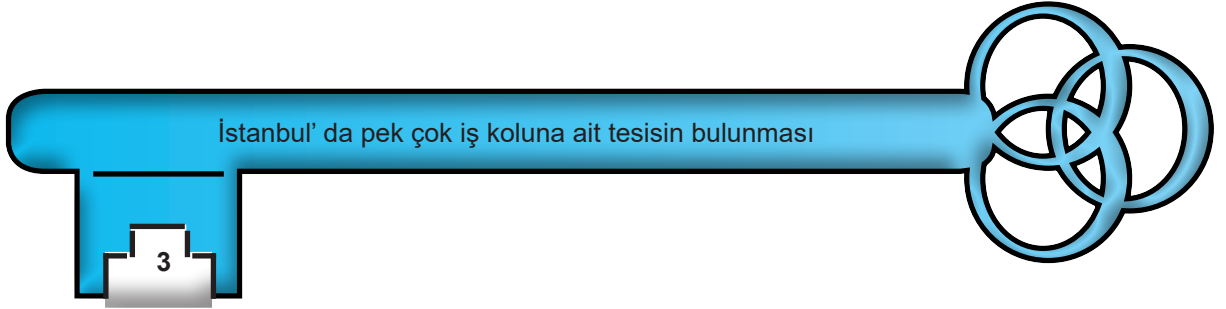 İstanbul’ da pek çok iş koluna ait tesisin bulunması
3